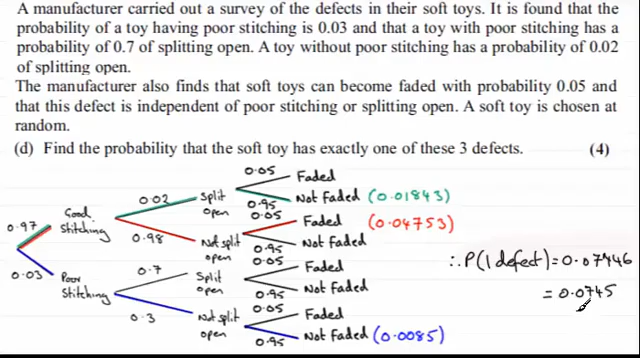 A manufacturer carried out a survey of the defects in their soft toys. It is found that the
probability of a toy having poor stitching is 0.03 and that a toy with poor stitching has a
probability of 0.7 of splitting open. A toy without poor stitching has a probability of 0.02
of splitting open.
The manufacturer also finds that soft toys can become faded with probability 0.05 and
that this defect is independent of poor stitching or splitting open. A soft toy is chosen at
random.
(d) Find the probability that the soft toy has exactly one of these 3 defects. (4)
0.05 Faded
0.02 Split open
0.95 Not Faded (0.01843)
0.97 Good Stitching
0.05 Faded (0.04753)
0.98 Not split open
0.95 Not Faded
∴ P(1 defect) = 0.07446
0.05 Faded
0.03 Poor Stitching
0.7 Split open
0.95 Not Faded
= 0.0745
0.05 Faded
0.3 Not Split open
0.95 Not Faded (0.0085)